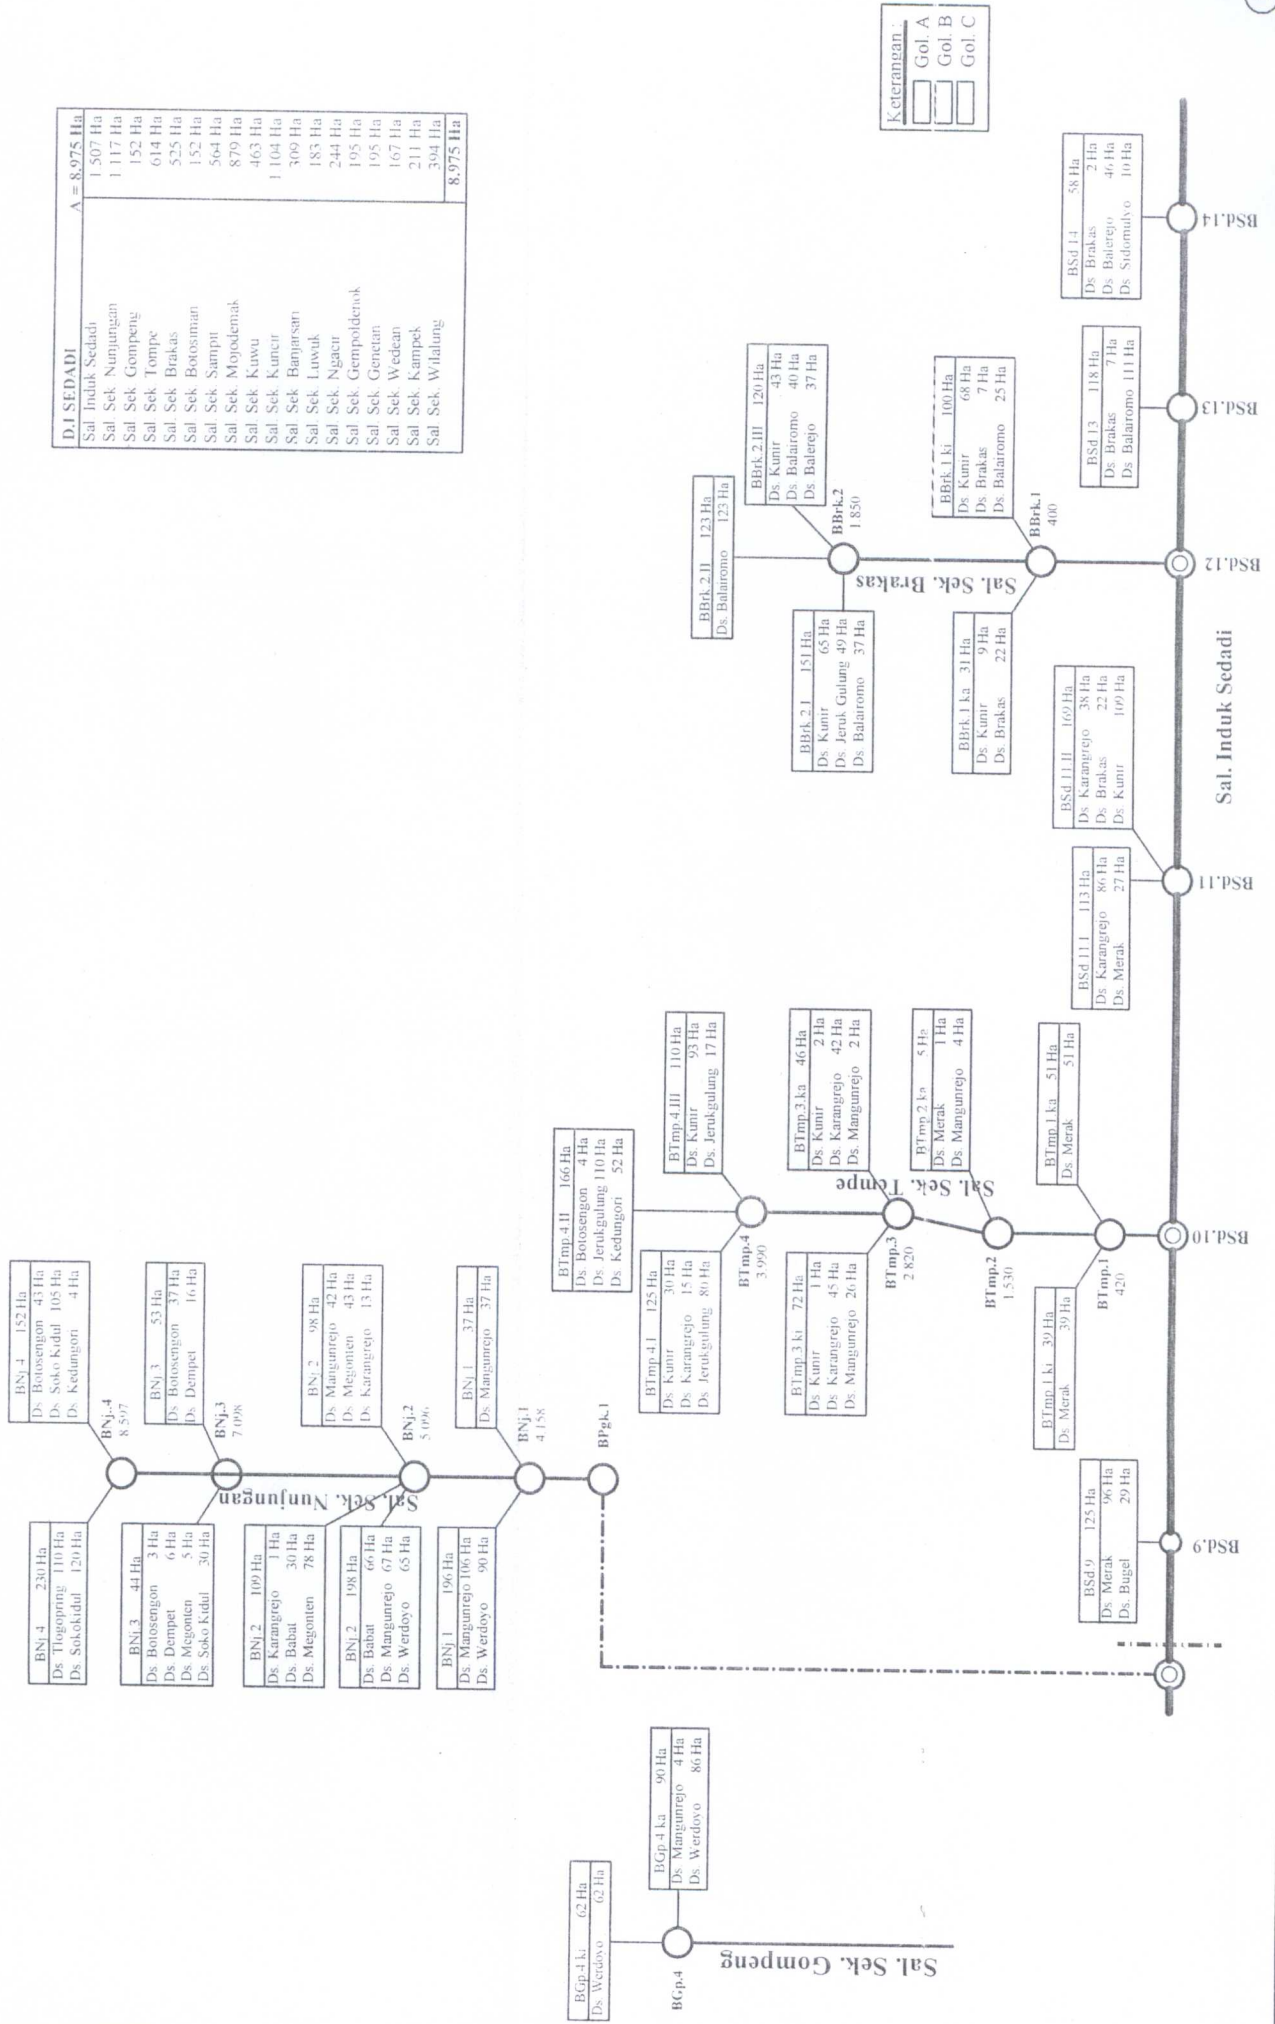 D.I SEDADI A = 8.975 Ha
Sal Induk Sedadi 1 507 Ha
Sal Sek Nunjungan 1 117 Ha
Sal Sek Gompeng 152 Ha
Sal Sek Tompe 614 Ha
Sal. Sek Brakas 525 Ha
Sal. Sek. Botosiman 152 Ha
Sal Sek Sampit 564 Ha
Sal. Sek. Mojodemak 879 Ha
Sal. Sek Kuwu 463 Ha
Sal. Sek. Kuncir 1 104 Ha
Sal. Sek Banjarsari 309 Ha
Sal. Sek. Luwuk 183 Ha
Sal. Sek. Ngacir 244 Ha
Sal. Sek. Gempoldenok 195 Ha
Sal. Sek. Genetan 195 Ha
Sal. Sek. Wedean 167 Ha
Sal. Sek. Kampek 211 Ha
Sal. Sek. Wilalung 394 Ha
8.975 Ha
Keterangan :
Gol. A
Gol. B
Gol. C
BNj 4 230 Ha
Ds Tlogopring 110 Ha
Ds. Sokokidul 120 Ha
BNj 4 152 Ha
Ds Botosengon 43 Ha
Ds Soko Kidul 105 Ha
Ds Kedungori 4 Ha
BNj.4
8 597
BNj 3 44 Ha
Ds Botosengon 3 Ha
Ds. Dempet 6 Ha
Ds Megonten 5 Ha
Ds Soko Kidul 30 Ha
BNj 3 53 Ha
Ds Botosengon 37 Ha
Ds Dempet 16 Ha
BNj.3
7 098
Sal. Sek. Nunjungan
BNj 2 109 Ha
Ds. Karangrejo 1 Ha
Ds Babat 30 Ha
Ds. Megonten 78 Ha
BNj 2 198 Ha
Ds. Babat 66 Ha
Ds Mangunrejo 67 Ha
Ds. Werdoyo 65 Ha
BNj 2 98 Ha
Ds Mangunrejo 42 Ha
Ds Megonten 43 Ha
Ds Karangrejo 13 Ha
BNj.2
5 096
BNj 1 196 Ha
Ds. Mangunrejo 106 Ha
Ds. Werdoyo 90 Ha
BNj 1 37 Ha
Ds. Mangunrejo 37 Ha
BNj.1
4 158
BPgk.1
BGp 4 ki 62 Ha
Ds Werdoyo 62 Ha
BGp 4 ka 90 Ha
Ds Mangunrejo 4 Ha
Ds. Werdoyo 86 Ha
BGp.4
Sal. Sek. Gompeng
BTmp.4.II 166 Ha
Ds. Botosengon 4 Ha
Ds. Jerukgulung 110 Ha
Ds. Kedungori 52 Ha
BTmp 4.I 125 Ha
Ds Kunir 30 Ha
Ds Karangrejo 15 Ha
Ds Jerukgulung 80 Ha
BTmp.4.III 110 Ha
Ds. Kunir 93 Ha
Ds. Jerukgulung 17 Ha
BTmp.4
3 990
BTmp.3 ki 72 Ha
Ds Kunir 1 Ha
Ds Karangrejo 45 Ha
Ds Mangunrejo 26 Ha
BTmp.3.ka 46 Ha
Ds. Kunir 2 Ha
Ds. Karangrejo 42 Ha
Ds. Mangunrejo 2 Ha
BTmp.3
2 820
Sal. Sek. Tompe
BTmp 2 ka 5 Ha
Ds Merak 1 Ha
Ds Mangunrejo 4 Ha
BTmp.2
1.530
BTmp 1 ki 39 Ha
Ds. Merak 39 Ha
BTmp.1 ka 51 Ha
Ds. Merak 51 Ha
BTmp.1
420
BBrk.2.II 123 Ha
Ds. Balairomo 123 Ha
BBrk 2.I 151 Ha
Ds Kunir 65 Ha
Ds. Jeruk Gulung 49 Ha
Ds. Balairomo 37 Ha
BBrk.2 III 120 Ha
Ds. Kunir 43 Ha
Ds. Balairomo 40 Ha
Ds. Balerejo 37 Ha
BBrk.2
1.850
Sal. Sek. Brakas
BBrk 1 ka 31 Ha
Ds Kunir 9 Ha
Ds. Brakas 22 Ha
BBrk.1 ki 100 Ha
Ds. Kunir 68 Ha
Ds. Brakas 7 Ha
Ds. Balairomo 25 Ha
BBrk.1
400
BSd 9 125 Ha
Ds Merak 96 Ha
Ds. Bugel 29 Ha
BSd 11 I 113 Ha
Ds Karangrejo 86 Ha
Ds. Merak 27 Ha
BSd.11.II 169 Ha
Ds Karangrejo 38 Ha
Ds Brakas 22 Ha
Ds. Kunir 109 Ha
BSd 13 118 Ha
Ds Brakas 7 Ha
Ds Balairomo 111 Ha
BSd 14 58 Ha
Ds Brakas 2 Ha
Ds Balerejo 46 Ha
Ds Sidomulyo 10 Ha
BSd.9
BSd.10
BSd.11
BSd.12
BSd.13
BSd.14
Sal. Induk Sedadi